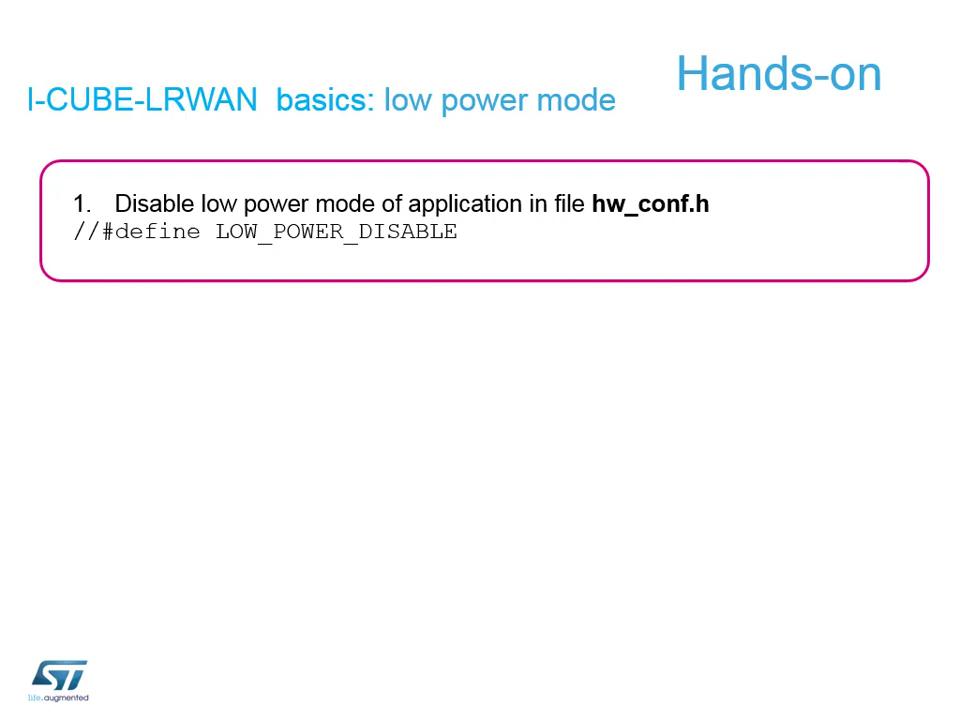 Hands-on
I-CUBE-LRWAN basics: low power mode
1. Disable low power mode of application in file hw_conf.h
//#define LOW_POWER_DISABLE
ST
life.augmented